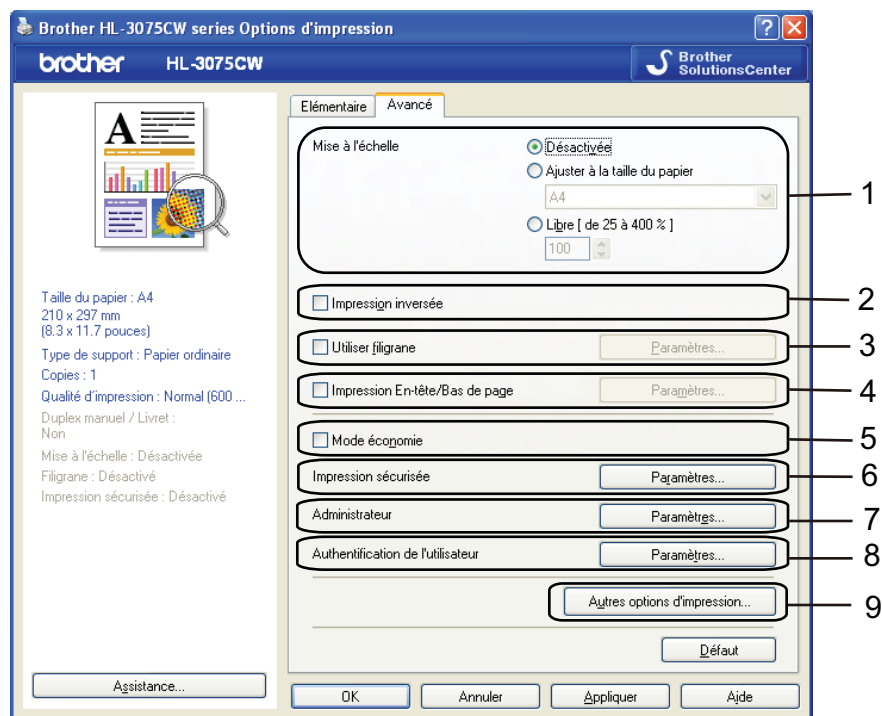 Brother HL-3075CW series Options d'impression
brother HL-3075CW
Brother
SolutionsCenter
Elémentaire Avancé
Mise à l'échelle
Désactivée
Ajuster à la taille du papier
A4
Libre [ de 25 à 400 % ]
100
1
Impression inversée
2
Utiliser filigrane Paramètres...
3
Impression En-tête/Bas de page Paramètres...
4
Mode économie
5
Impression sécurisée Paramètres...
6
Administrateur Paramètres...
7
Authentification de l'utilisateur Paramètres...
8
Autres options d'impression...
9
Défaut
A
Taille du papier : A4
210 x 297 mm
(8.3 x 11.7 pouces)
Type de support : Papier ordinaire
Copies : 1
Qualité d'impression : Normal (600 ...
Duplex manuel / Livret :
Non
Mise à l'échelle : Désactivée
Filigrane : Désactivé
Impression sécurisée : Désactivé
Assistance...
OK Annuler Appliquer Aide